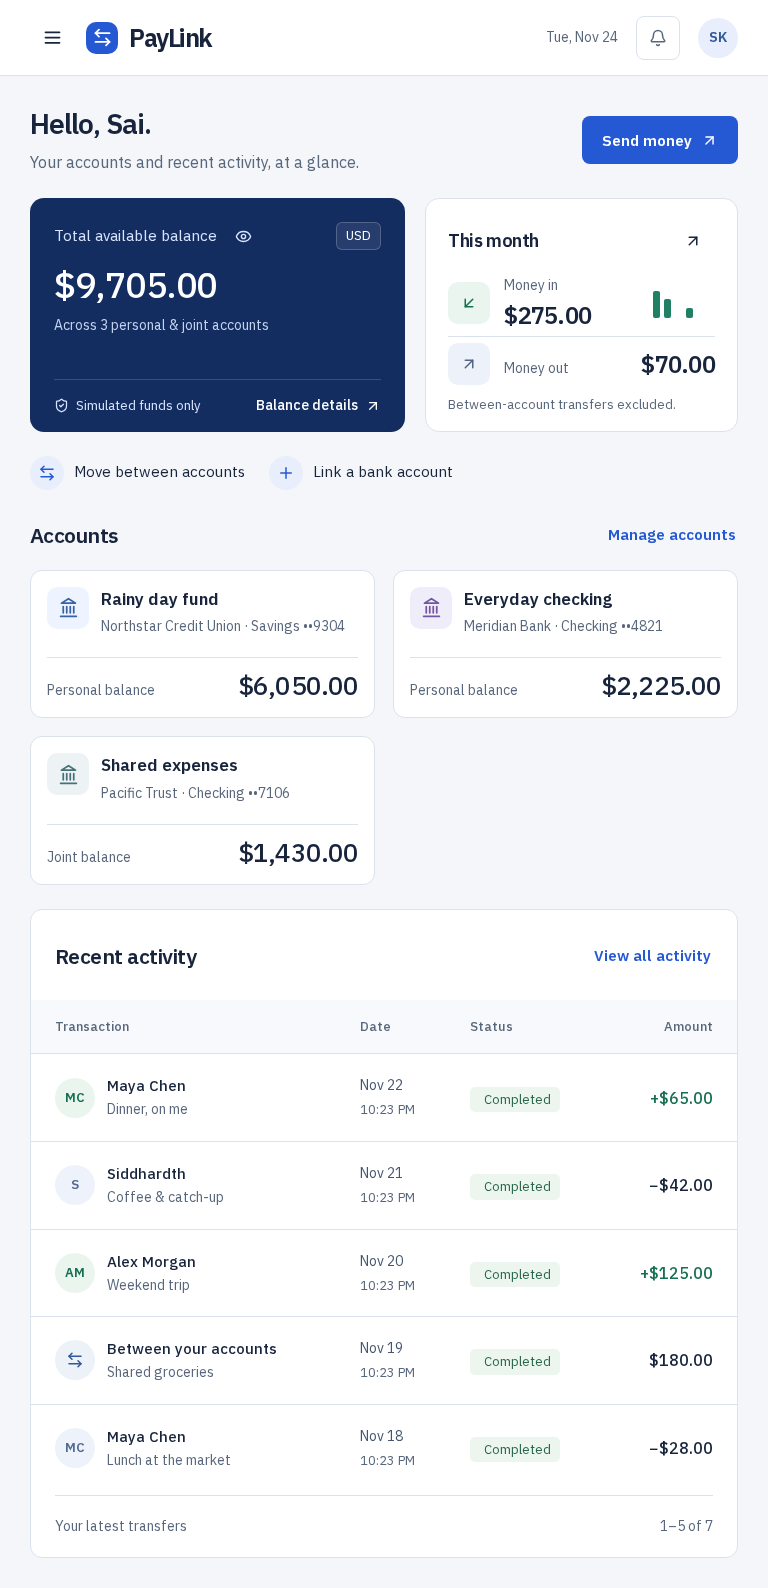 PayLink
Tue, Nov 24
SK
Hello, Sai.
Your accounts and recent activity, at a glance.
Send money
Total available balance
USD
$9,705.00
Across 3 personal & joint accounts
Simulated funds only
Balance details
This month
Money in
$275.00
Money out
$70.00
Between-account transfers excluded.
Move between accounts
Link a bank account
Accounts
Manage accounts
Rainy day fund
Northstar Credit Union · Savings ••9304
Personal balance
$6,050.00
Everyday checking
Meridian Bank · Checking ••4821
Personal balance
$2,225.00
Shared expenses
Pacific Trust · Checking ••7106
Joint balance
$1,430.00
Recent activity
View all activity
Transaction Date Status Amount
MC
Maya Chen
Dinner, on me
Nov 22
10:23 PM
Completed
+$65.00
S
Siddhardth
Coffee & catch-up
Nov 21
10:23 PM
Completed
−$42.00
AM
Alex Morgan
Weekend trip
Nov 20
10:23 PM
Completed
+$125.00
Between your accounts
Shared groceries
Nov 19
10:23 PM
Completed
$180.00
MC
Maya Chen
Lunch at the market
Nov 18
10:23 PM
Completed
−$28.00
Your latest transfers
1–5 of 7